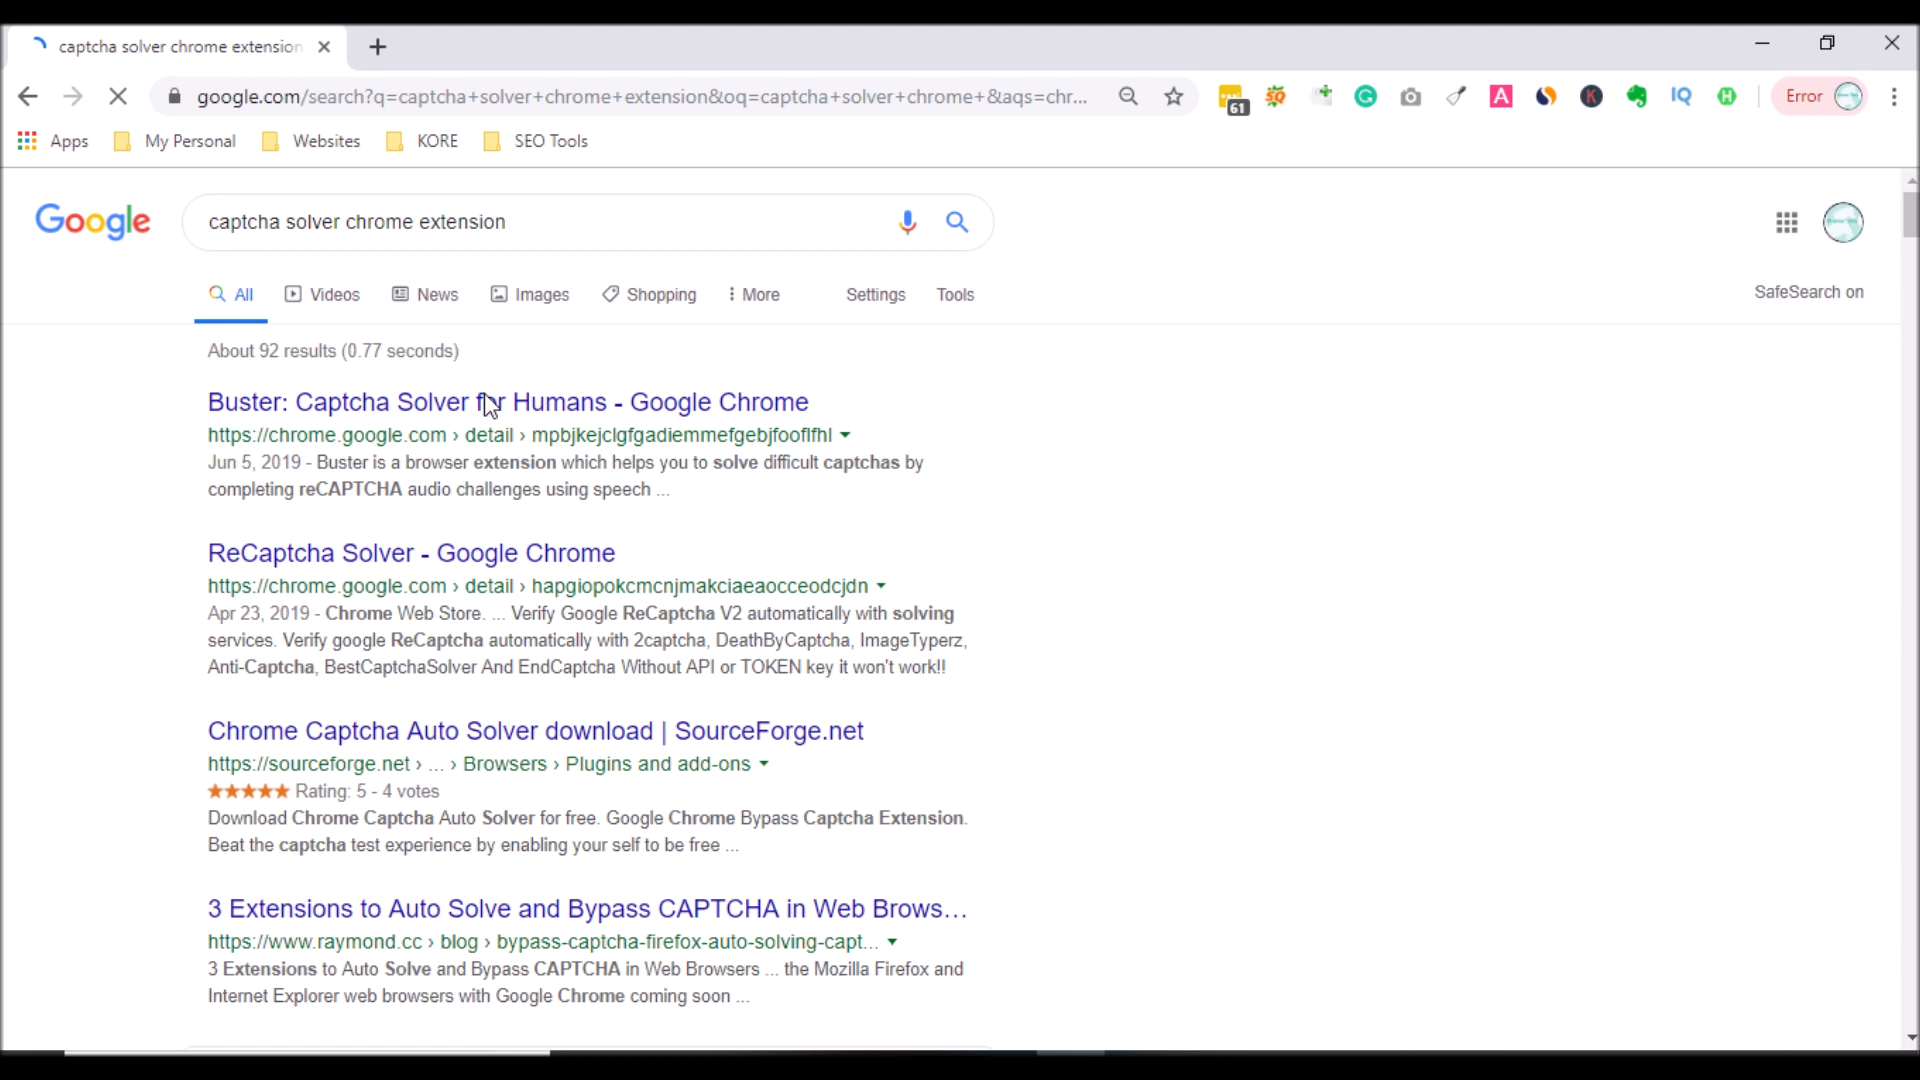 captcha solver chrome extension
google.com/search?q=captcha+solver+chrome+extension&oq=captcha+solver+chrome+&aqs=chr...
61
SQ
G
A
K
IQ
H
Error
Apps
My Personal
Websites
KORE
SEO Tools
Google
captcha solver chrome extension
All
Videos
News
Images
Shopping
More
Settings
Tools
SafeSearch on
About 92 results (0.77 seconds)
Buster: Captcha Solver for Humans - Google Chrome
https://chrome.google.com › detail › mpbjkejclgfgadiemmefgebjfooflfhl
Jun 5, 2019 - Buster is a browser extension which helps you to solve difficult captchas by
completing reCAPTCHA audio challenges using speech ...
ReCaptcha Solver - Google Chrome
https://chrome.google.com › detail › hapgiopokcmcnjmakciaeaocceodcjdn
Apr 23, 2019 - Chrome Web Store. ... Verify Google ReCaptcha V2 automatically with solving
services. Verify google ReCaptcha automatically with 2captcha, DeathByCaptcha, ImageTyperz,
Anti-Captcha, BestCaptchaSolver And EndCaptcha Without API or TOKEN key it won't work!!
Chrome Captcha Auto Solver download | SourceForge.net
https://sourceforge.net › ... › Browsers › Plugins and add-ons
Rating: 5 - 4 votes
Download Chrome Captcha Auto Solver for free. Google Chrome Bypass Captcha Extension.
Beat the captcha test experience by enabling your self to be free ...
3 Extensions to Auto Solve and Bypass CAPTCHA in Web Brows...
https://www.raymond.cc › blog › bypass-captcha-firefox-auto-solving-capt...
3 Extensions to Auto Solve and Bypass CAPTCHA in Web Browsers ... the Mozilla Firefox and
Internet Explorer web browsers with Google Chrome coming soon ...